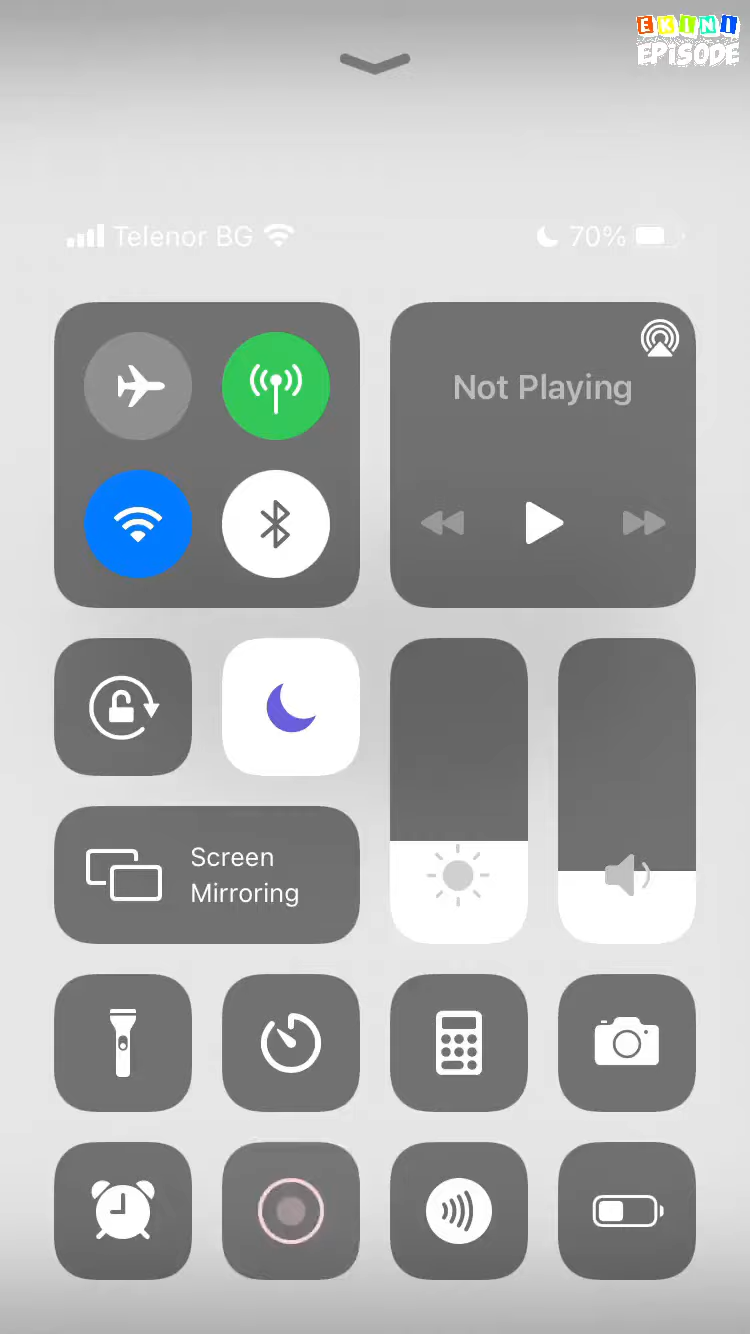 EKINI
EPISODE
Telenor BG
70%
Not Playing
Screen
Mirroring